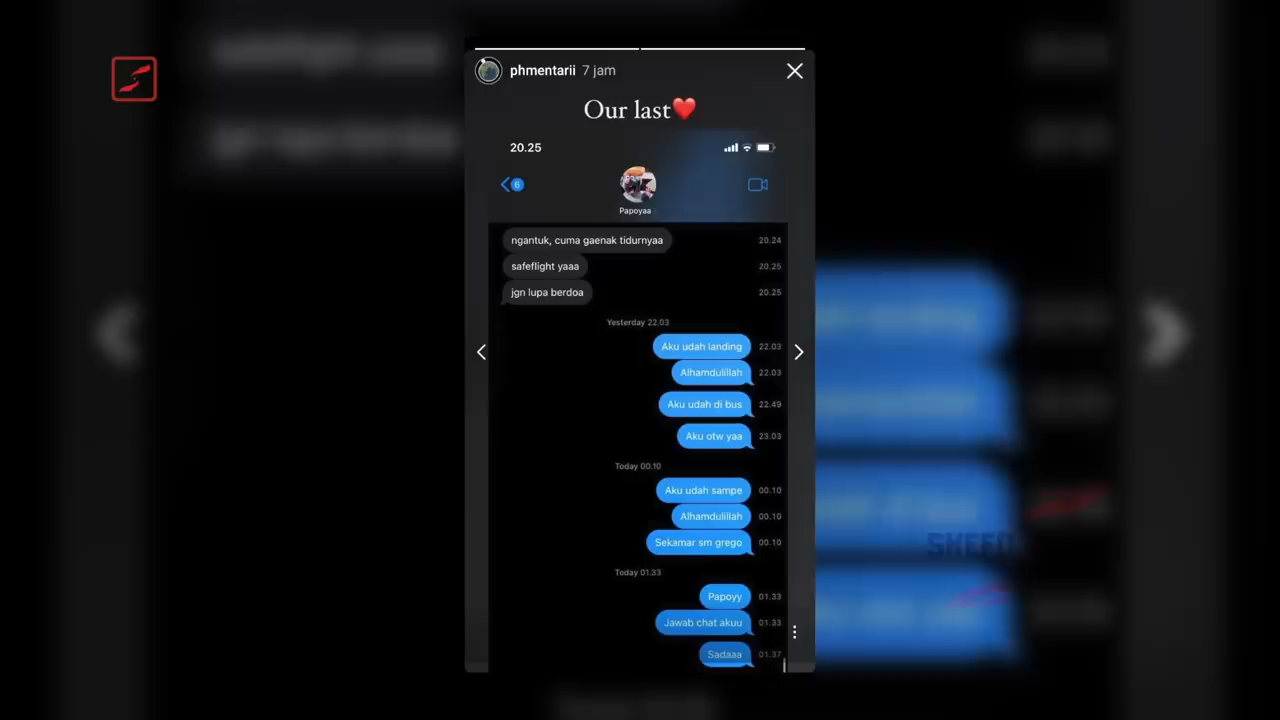 phmentarii 7 jam
Our last❤️
20.25
6
Papoyaa
ngantuk, cuma gaenak tidurnyaa 20.24
safeflight yaaa 20.25
jgn lupa berdoa 20.25
Yesterday 22.03
Aku udah landing 22.03
Alhamdulillah 22.03
Aku udah di bus 22.49
Aku otw yaa 23.03
Today 00.10
Aku udah sampe 00.10
Alhamdulillah 00.10
Sekamar sm grego 00.10
Today 01.33
Papoyy 01.33
Jawab chat akuu 01.33
Sadaaa 01.37